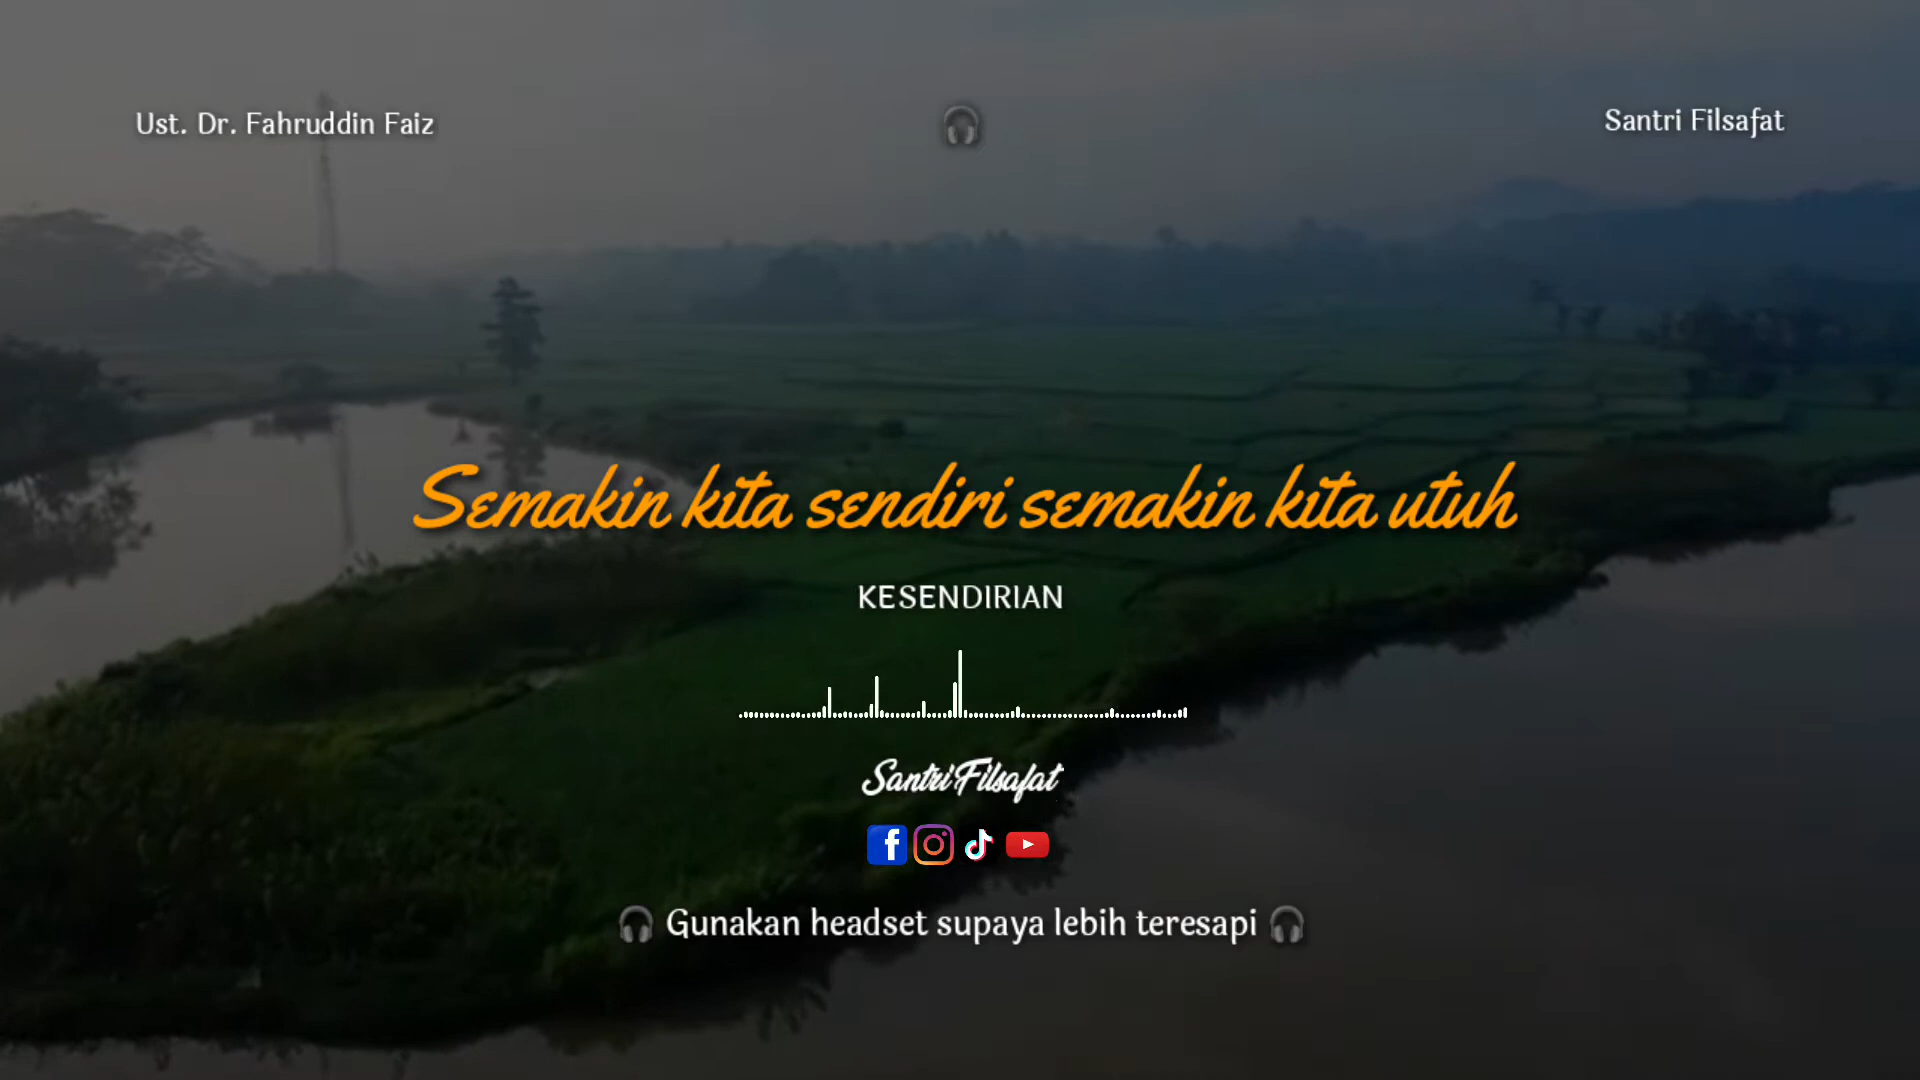 Ust. Dr. Fahruddin Faiz
Santri Filsafat
Semakin kita sendiri semakin kita utuh
KESENDIRIAN
Santri Filsafat
Gunakan headset supaya lebih teresapi